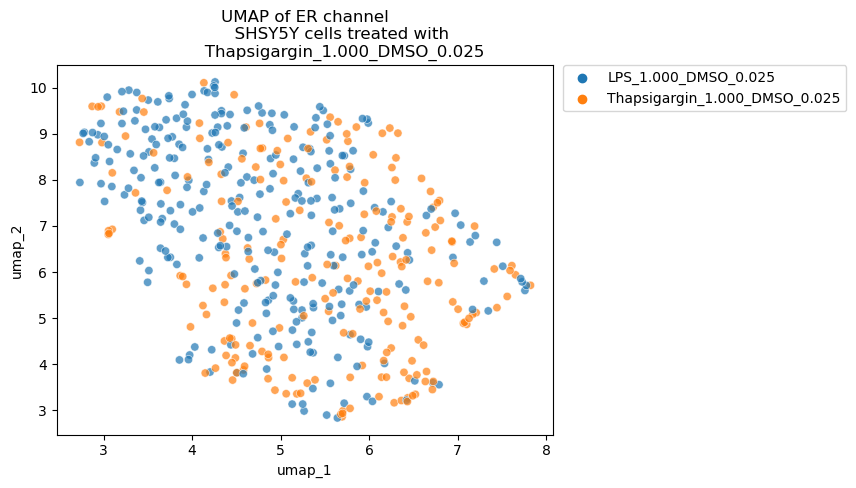 UMAP of ER channel
SHSY5Y cells treated with
Thapsigargin_1.000_DMSO_0.025
LPS_1.000_DMSO_0.025
Thapsigargin_1.000_DMSO_0.025
umap_2
10
9
8
7
6
5
4
3
3
4
5
6
7
8
umap_1